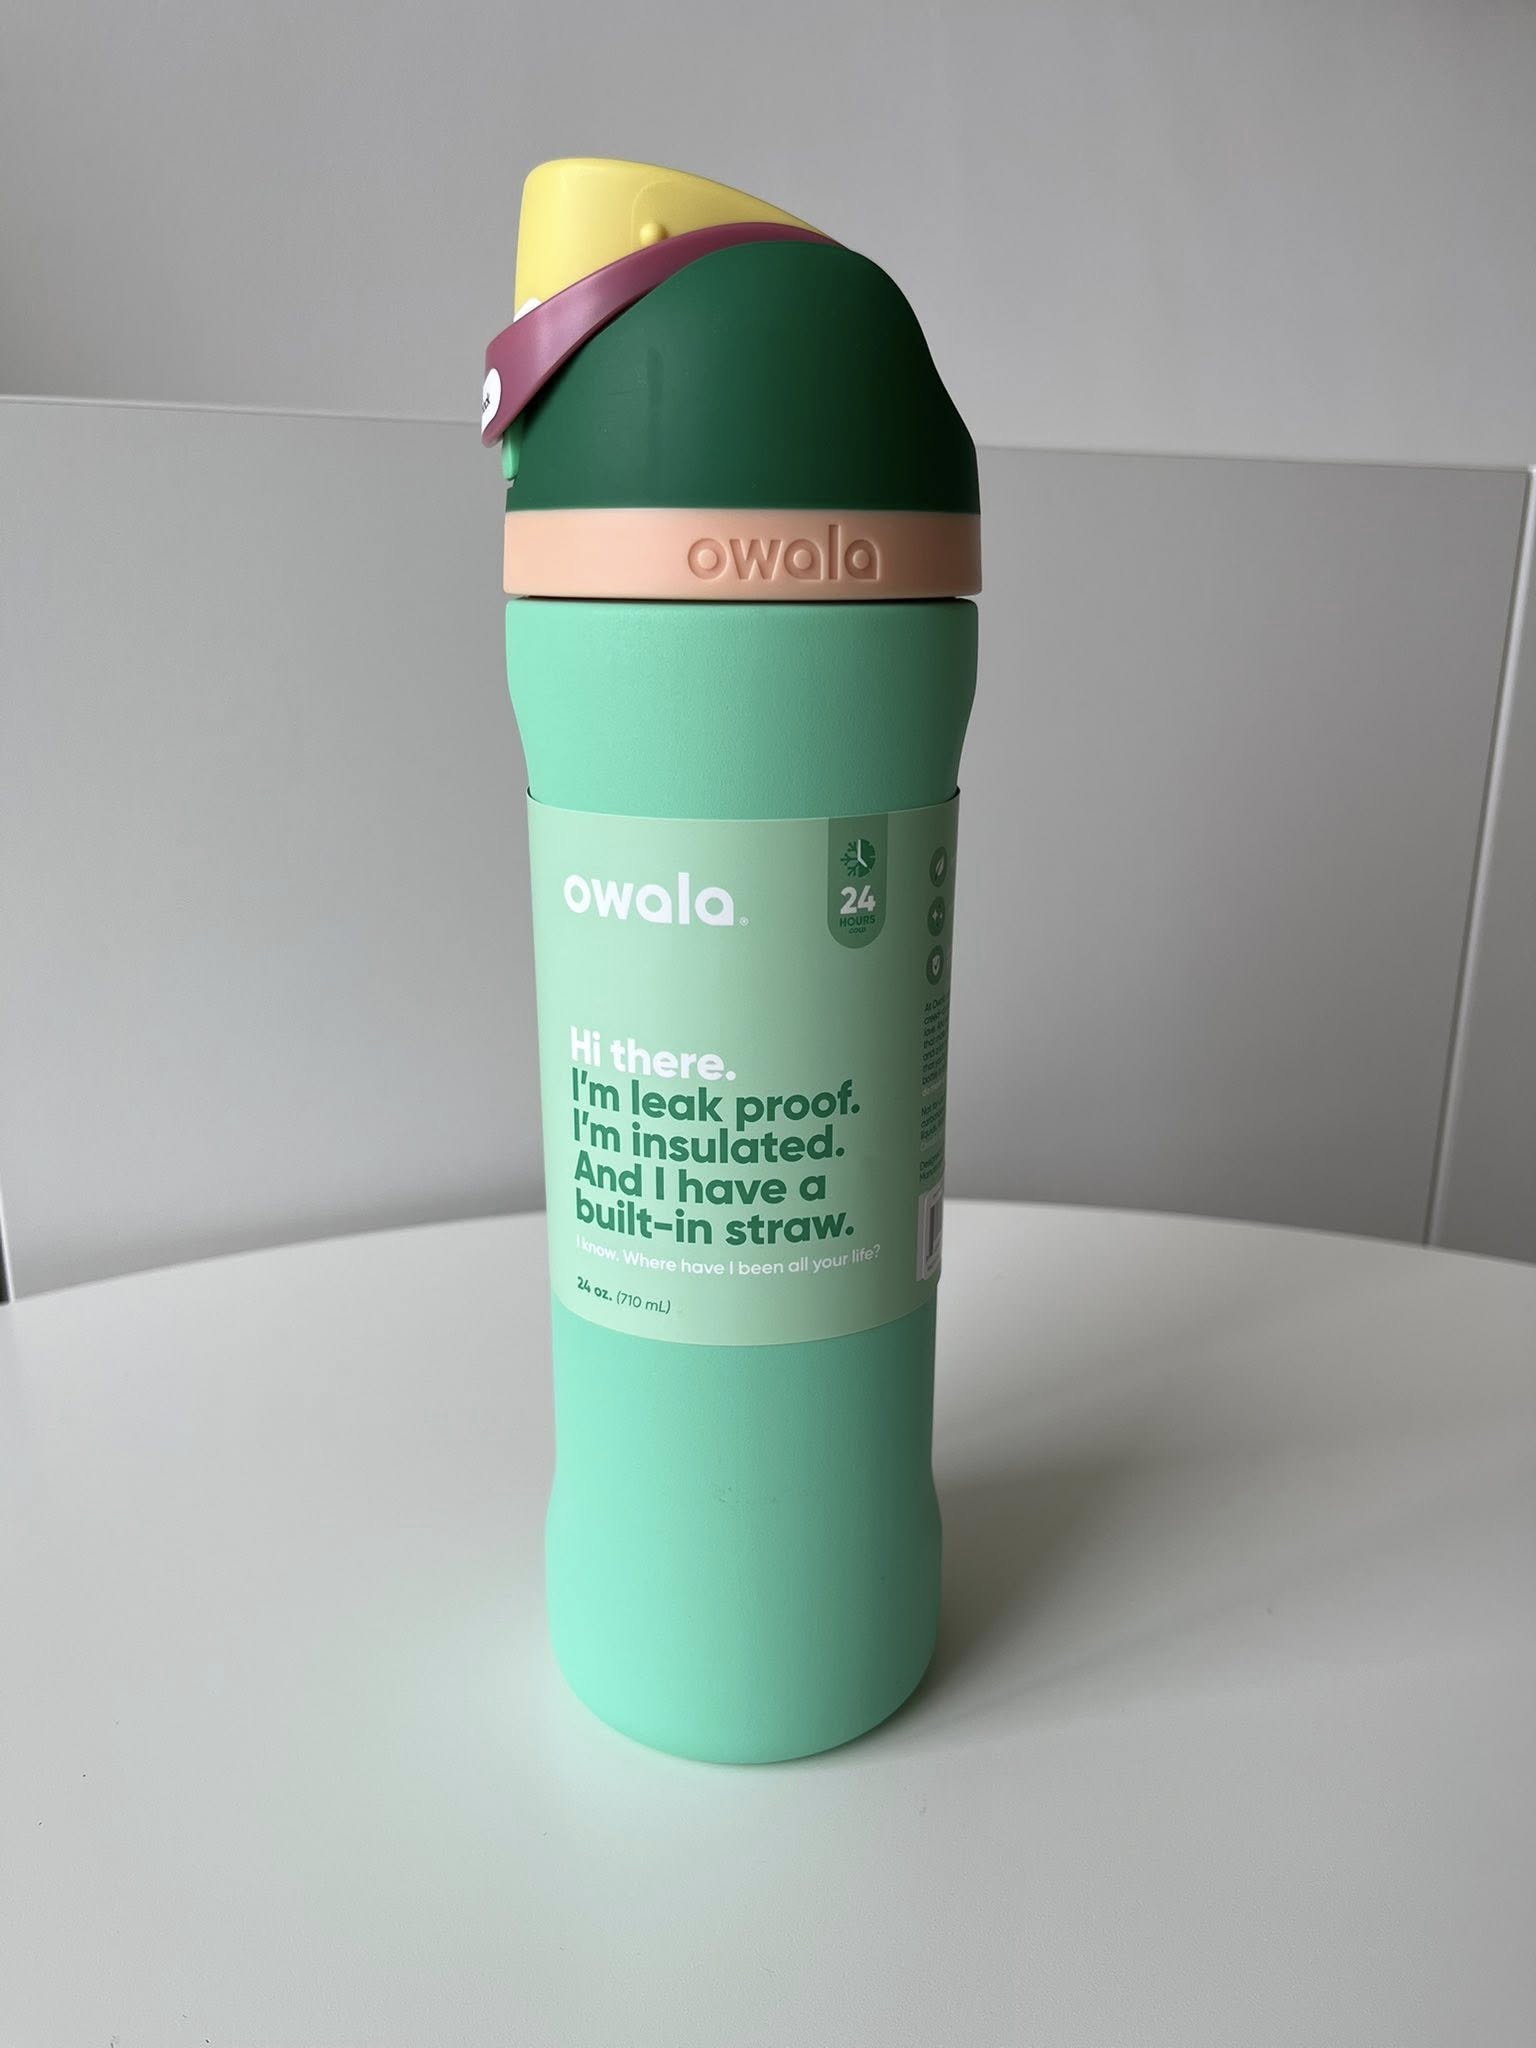 owala
owala®
24
HOURS
COLD
Hi there.
I'm leak proof.
I'm insulated.
And I have a
built-in straw.
I know. Where have I been all your life?
24 oz. (710 mL)